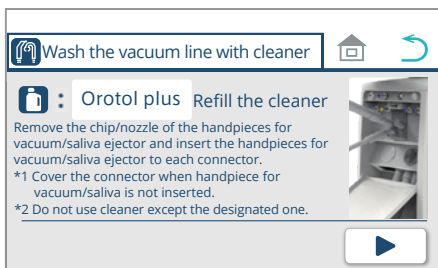 Wash the vacuum line with cleaner
: Orotol plus Refill the cleaner
Remove the chip/nozzle of the handpieces for
vacuum/saliva ejector and insert the handpieces for
vacuum/saliva ejector to each connector.
*1 Cover the connector when handpiece for
vacuum/saliva is not inserted.
*2 Do not use cleaner except the designated one.